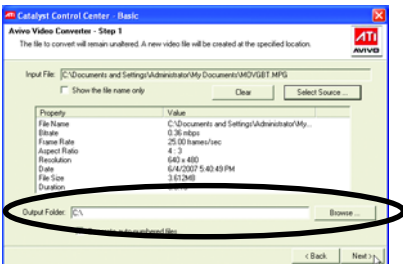 Catalyst Control Center - Basic
Avivo Video Converter - Step 1
The file to convert will remain unaltered. A new video file will be created at the specified location.
ATI
AVIVO
Input File: C:\Documents and Settings\Administrator\My Documents\MOVGBT.MPG
Show the file name only
Clear
Select Source ...
Property Value
File Name C:\Documents and Settings\Administrator\My...
Bitrate 0.36 mbps
Frame Rate 25.00 frames/sec
Aspect Ratio 4 : 3
Resolution 640 x 480
Date 6/4/2007 5:40:49 PM
File Size 3.612MB
Duration
Output Folder: C:\
Browse ...
numbered files
< Back
Next >